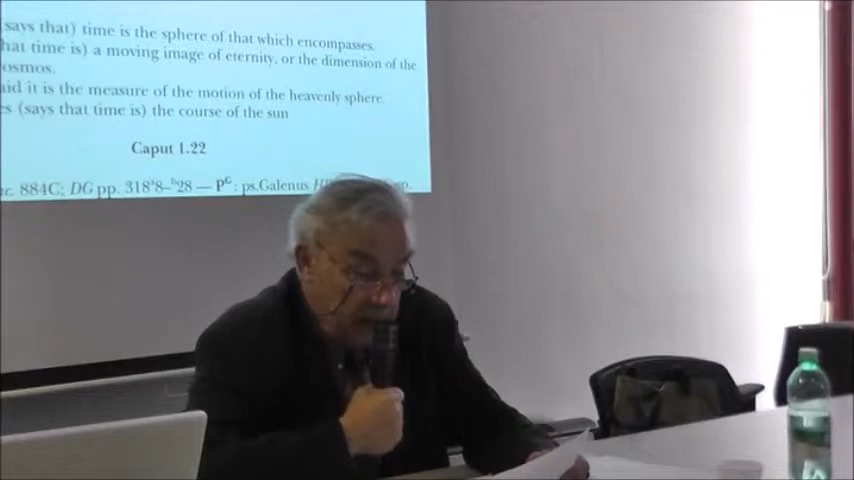 (says that) time is the sphere of that which encompasses.
hat time is) a moving image of eternity, or the dimension of the
osmos.
aid it is the measure of the motion of the heavenly sphere.
es (says that time is) the course of the sun
Caput 1.22
884C; DG pp. 318ᵃ8–ᵇ28 — Pᴳ: ps.Galenus